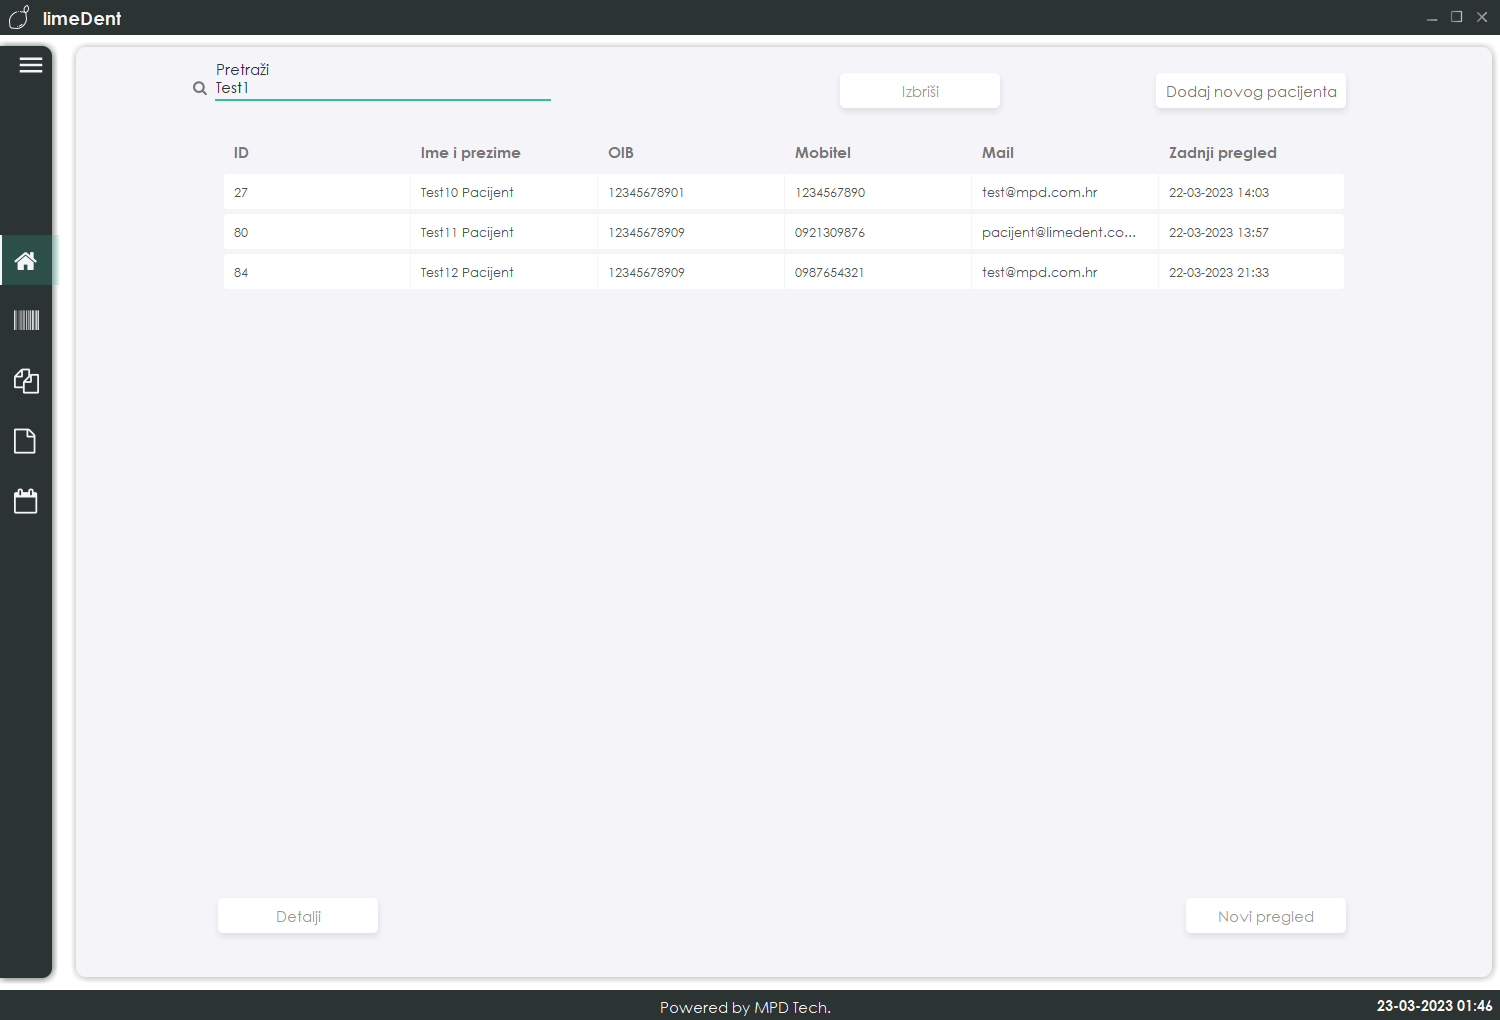 limeDent
Pretraži
Test1
Izbriši
Dodaj novog pacijenta
ID Ime i prezime OIB Mobitel Mail Zadnji pregled
27 Test10 Pacijent 12345678901 1234567890 test@mpd.com.hr 22-03-2023 14:03
80 Test11 Pacijent 12345678909 0921309876 pacijent@limedent.co... 22-03-2023 13:57
84 Test12 Pacijent 12345678909 0987654321 test@mpd.com.hr 22-03-2023 21:33
Detalji
Novi pregled
Powered by MPD Tech.
23-03-2023 01:46